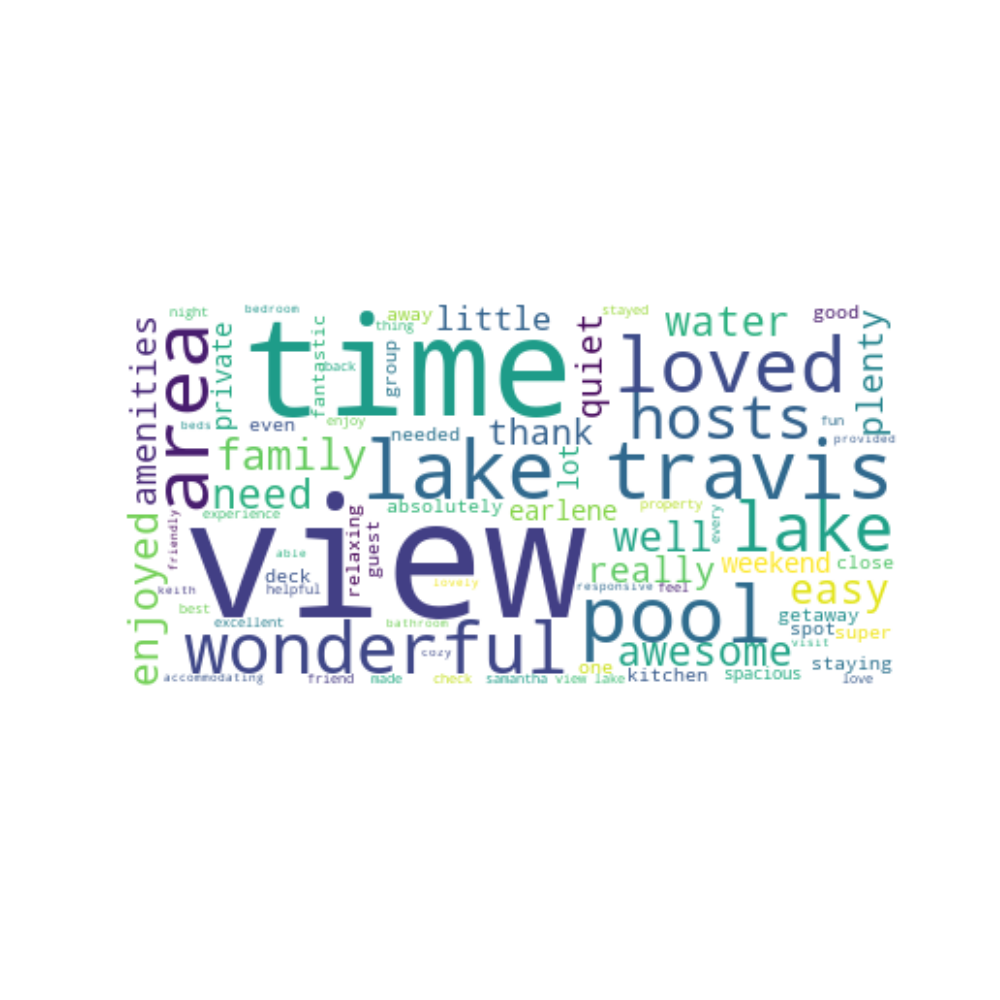 night
bedroom
away
little
stayed
good
amenities
area
private
time
thing
fantastic
back
group
quiet
water
loved
plenty
beds
even
enjoy
needed
thank
hosts
fun
provided
family
lake
lot
travis
need
enjoyed
experience
friendly
view
relaxing
guest
absolutely
earlene
property
every
well
lake
able
deck
helpful
keith
lovely
responsive
really
feel
weekend
close
easy
best
excellent
bathroom
pool
getaway
spot
super
wonderful
cozy
awesome
visit
one
accommodating
friend
made
check
samantha
view lake
kitchen
spacious
staying
love